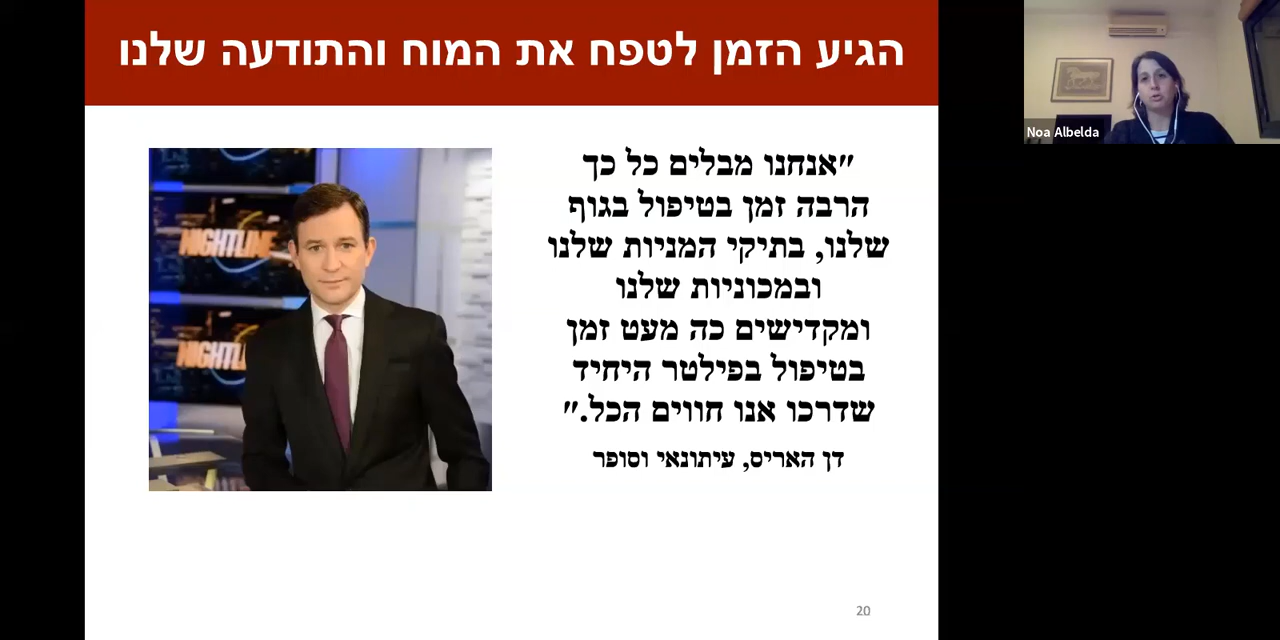 הגיע הזמן לטפח את המוח והתודעה שלנו
"אנחנו מבלים כל כך
הרבה זמן בטיפול בגוף
שלנו, בתיקי המניות שלנו
ובמכוניות שלנו
ומקדישים כה מעט זמן
בטיפול בפילטר היחיד
שדרכו אנו חווים הכל."
דן האריס, עיתונאי וסופר
NIGHTLINE
NIGHTL
20
Noa Albelda